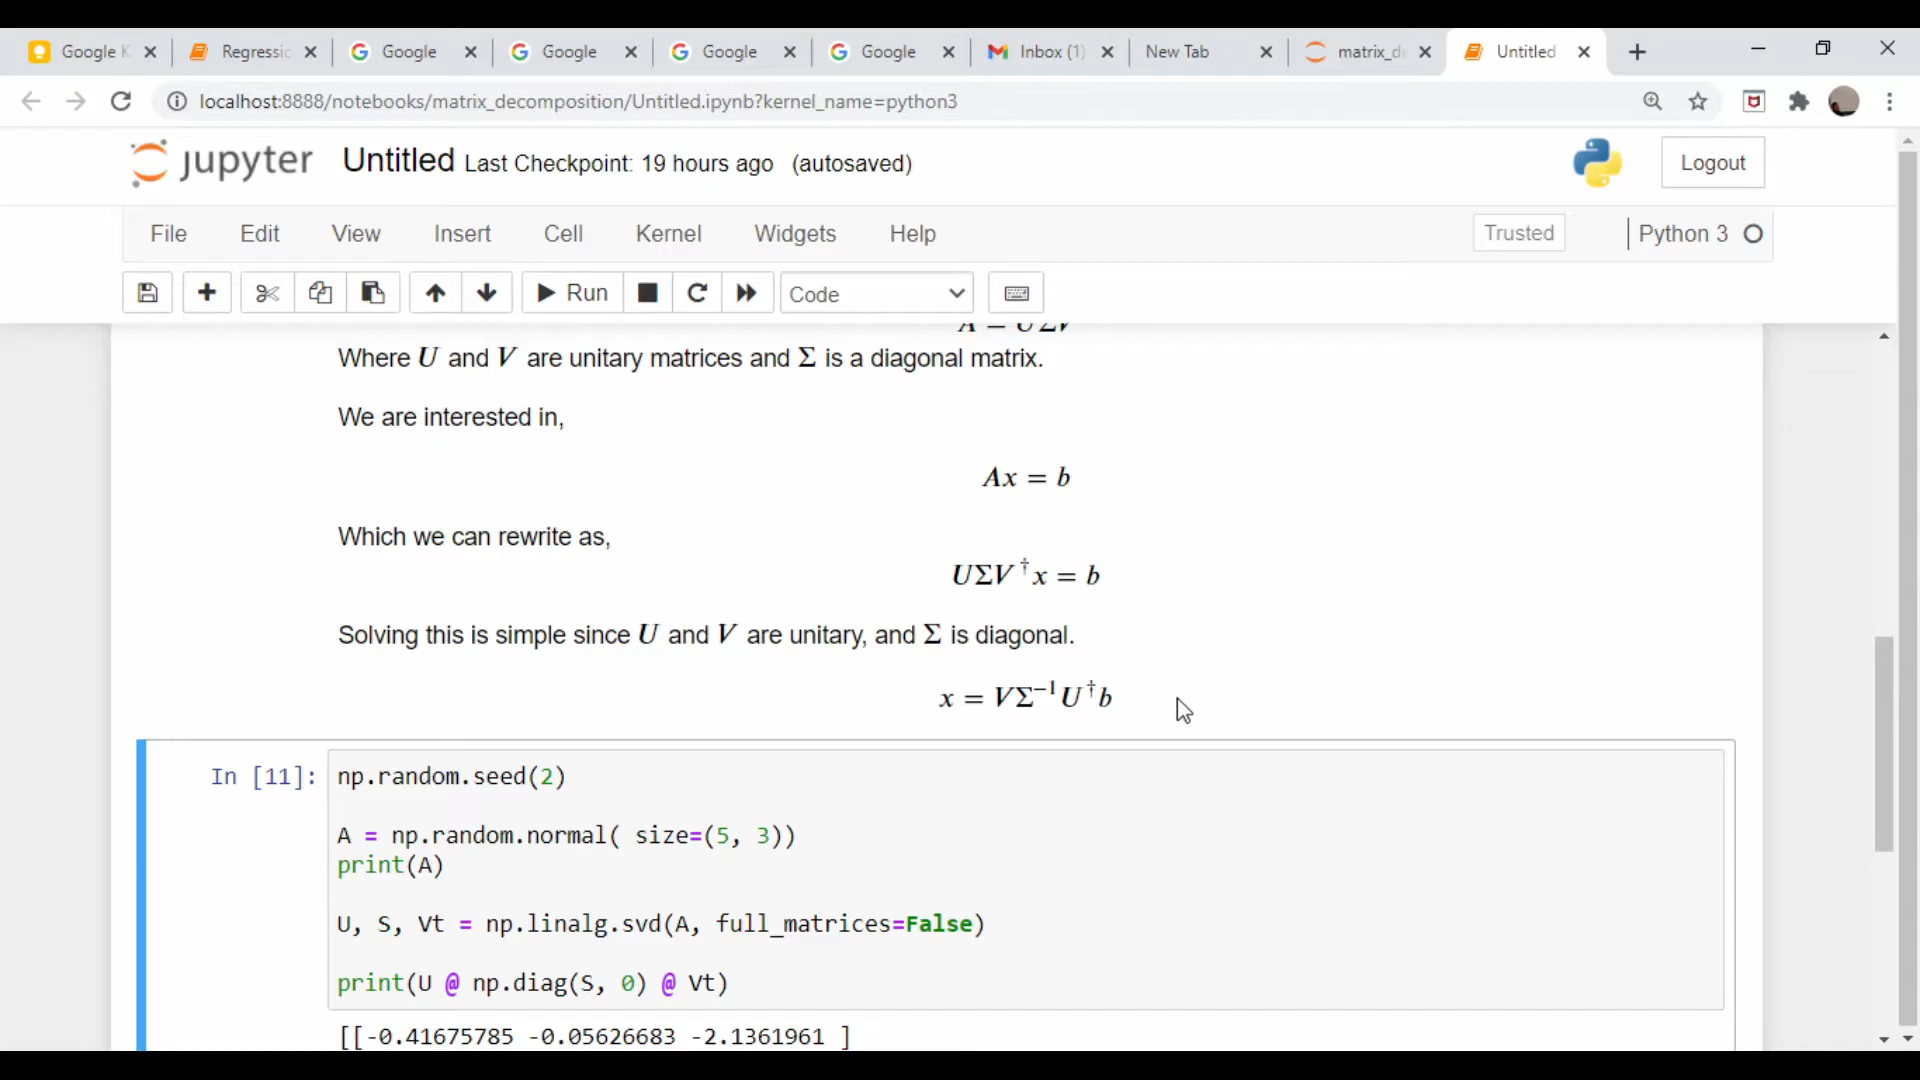 Google K
Regressic
Google
Google
Google
Google
Inbox (1)
New Tab
matrix_de
Untitled
localhost:8888/notebooks/matrix_decomposition/Untitled.ipynb?kernel_name=python3
jupyter Untitled Last Checkpoint: 19 hours ago (autosaved)
Logout
File Edit View Insert Cell Kernel Widgets Help
Trusted
Python 3
Run
Code
Where U and V are unitary matrices and Σ is a diagonal matrix.
We are interested in,
Ax = b
Which we can rewrite as,
UΣV†x = b
Solving this is simple since U and V are unitary, and Σ is diagonal.
x = VΣ⁻¹U†b
In [11]: np.random.seed(2)
A = np.random.normal( size=(5, 3))
print(A)
U, S, Vt = np.linalg.svd(A, full_matrices=False)
print(U @ np.diag(S, 0) @ Vt)
[[-0.41675785 -0.05626683 -2.1361961 ]